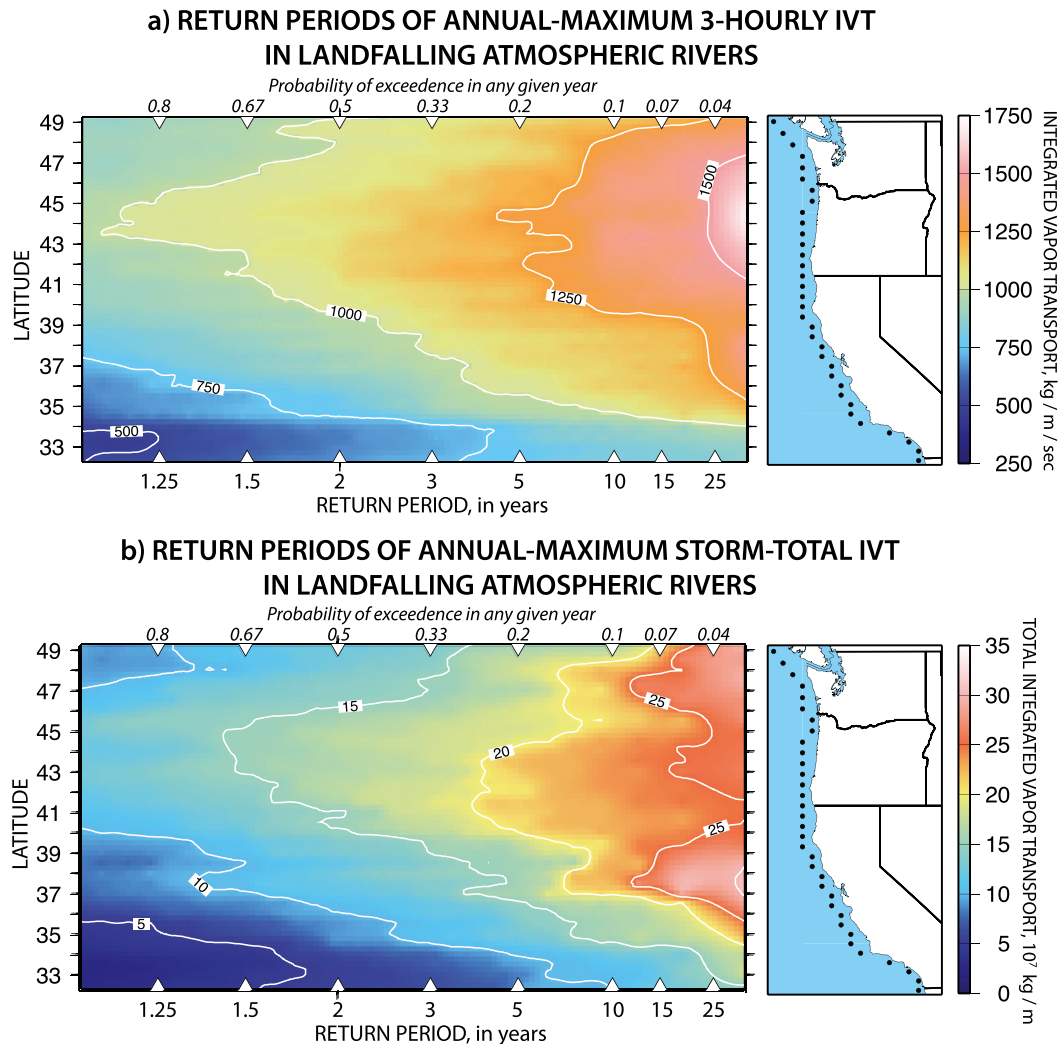 a) RETURN PERIODS OF ANNUAL-MAXIMUM 3-HOURLY IVT
IN LANDFALLING ATMOSPHERIC RIVERS
Probability of exceedence in any given year
0.8 0.67 0.5 0.33 0.2 0.1 0.07 0.04
LATITUDE
49
47
45
43
41
39
37
35
33
1500
1250
1000
750
500
1.25 1.5 2 3 5 10 15 25
RETURN PERIOD, in years
1750
1500
1250
1000
750
500
250
INTEGRATED VAPOR TRANSPORT, kg / m / sec
b) RETURN PERIODS OF ANNUAL-MAXIMUM STORM-TOTAL IVT
IN LANDFALLING ATMOSPHERIC RIVERS
Probability of exceedence in any given year
0.8 0.67 0.5 0.33 0.2 0.1 0.07 0.04
LATITUDE
49
47
45
43
41
39
37
35
33
25
15
20
25
10
5
1.25 1.5 2 3 5 10 15 25
RETURN PERIOD, in years
35
30
25
20
15
10
5
0
TOTAL INTEGRATED VAPOR TRANSPORT, 10⁷ kg / m